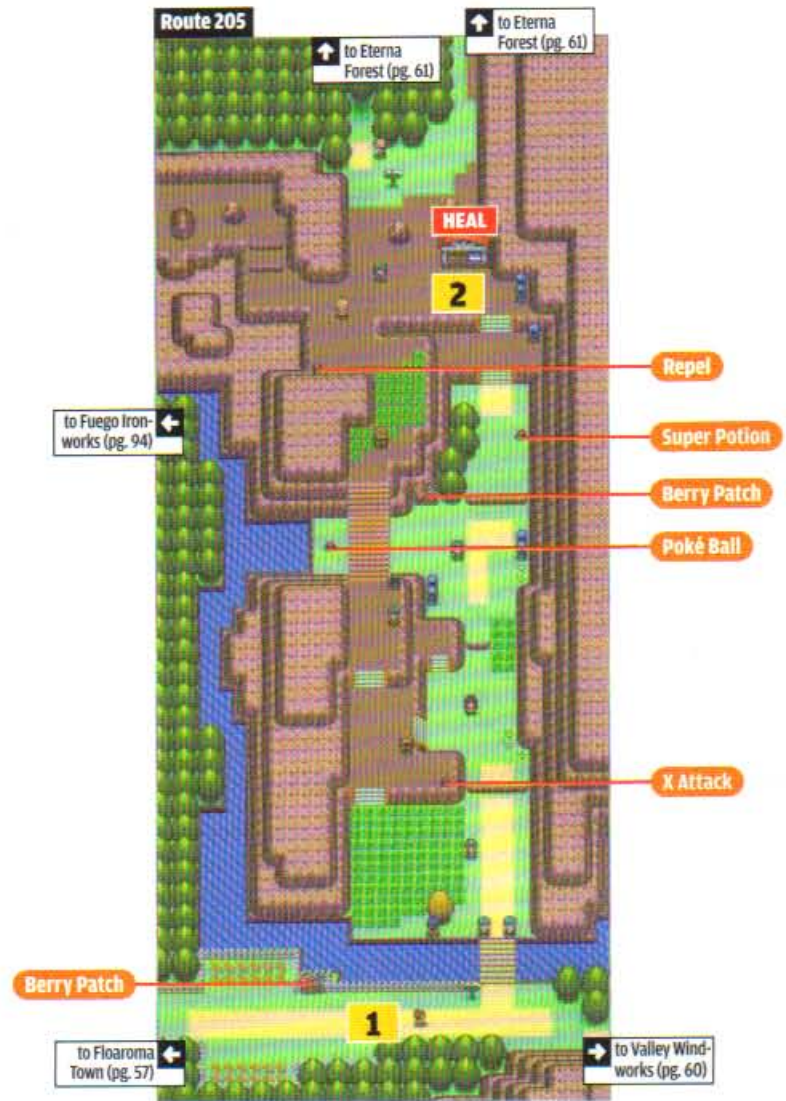 Route 205
to Eterna
Forest (pg. 61)
to Eterna
Forest (pg. 61)
HEAL
2
Repel
to Fuego Iron-
works (pg. 94)
Super Potion
Berry Patch
Poké Ball
X Attack
Berry Patch
1
to Floaroma
Town (pg. 57)
to Valley Wind-
works (pg. 60)